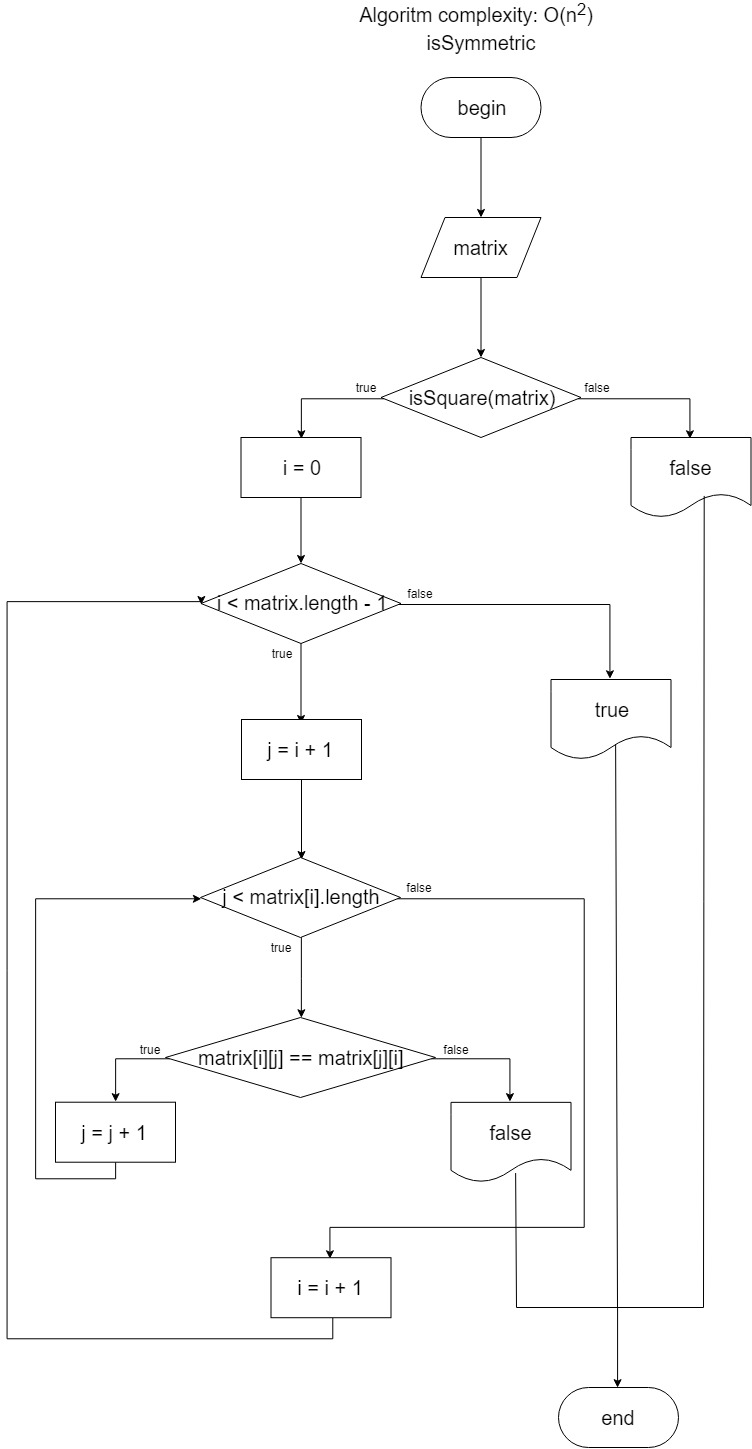 Algoritm complexity: O(n²)
isSymmetric
begin
matrix
isSquare(matrix)
true
false
i = 0
false
i < matrix.length - 1
false
true
true
j = i + 1
j < matrix[i].length
false
true
matrix[i][j] == matrix[j][i]
true
false
j = j + 1
false
i = i + 1
end